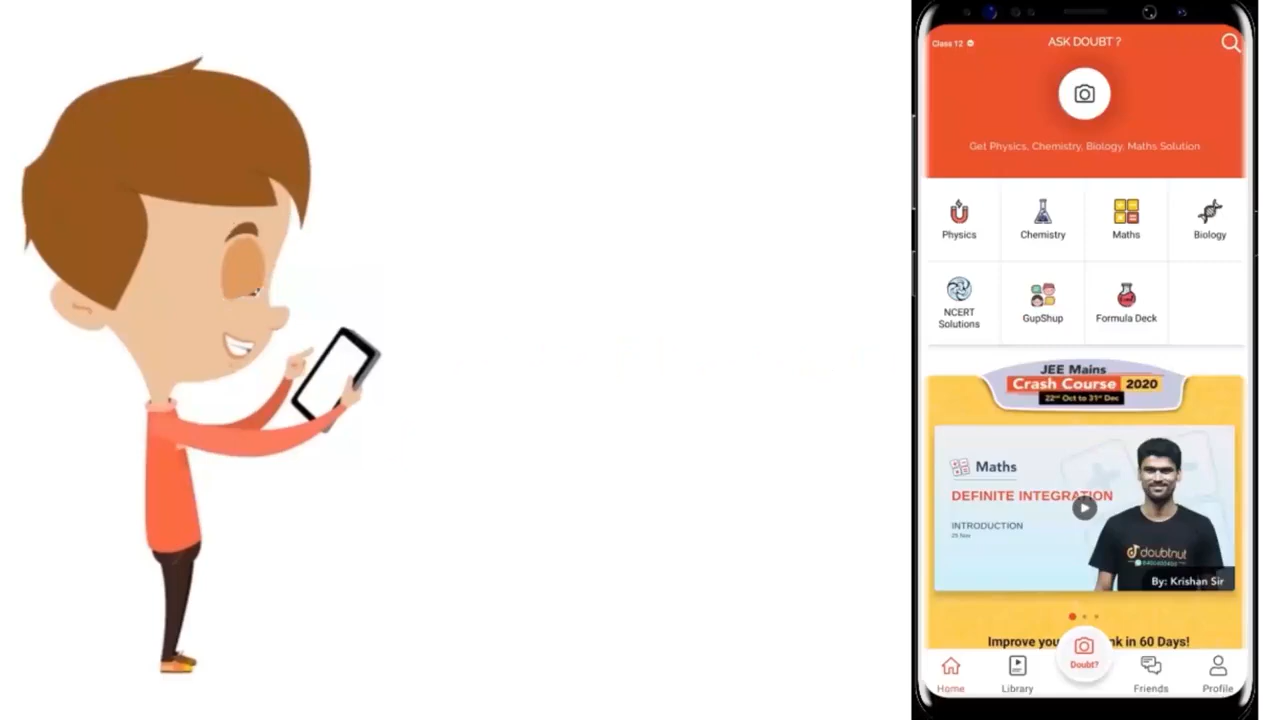 Class 12
ASK DOUBT ?
Get Physics, Chemistry, Biology, Maths Solution
Physics
Chemistry
Maths
Biology
NCERT
Solutions
GupShup
Formula Deck
JEE Mains
Crash Course 2020
22nd Oct to 31st Dec
Maths
DEFINITE INTEGRATION
INTRODUCTION
doubtnut
By: Krishan Sir
in 60 Days!
Doubt?
Home
Library
Friends
Profile